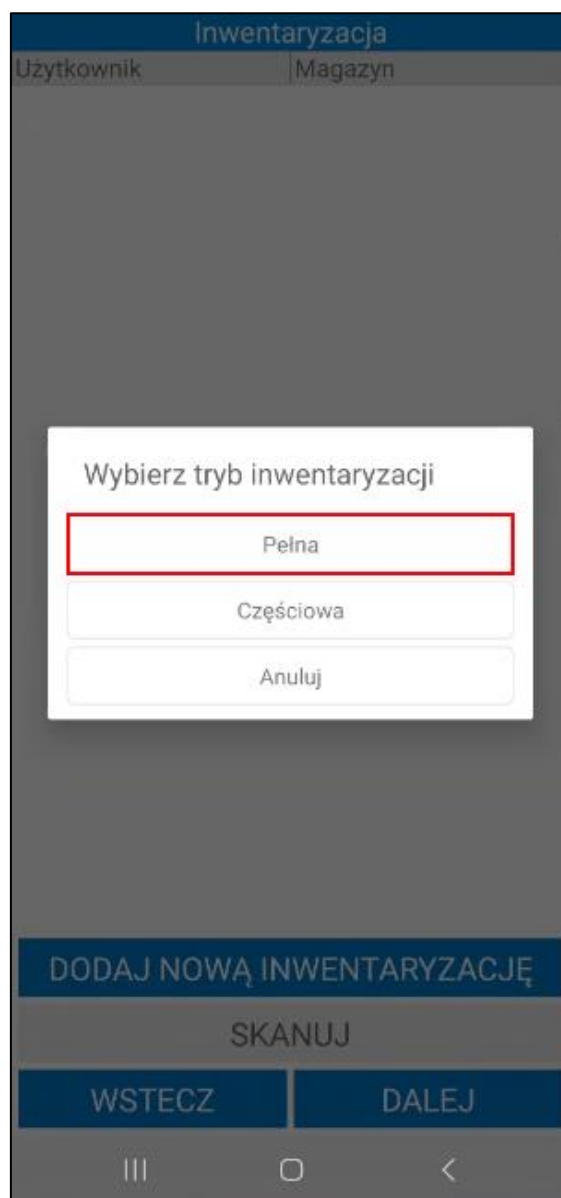 Inwentaryzacja
Użytkownik Magazyn
Wybierz tryb inwentaryzacji
Pełna
Częściowa
Anuluj
DODAJ NOWĄ INWENTARYZACJĘ
SKANUJ
WSTECZ DALEJ